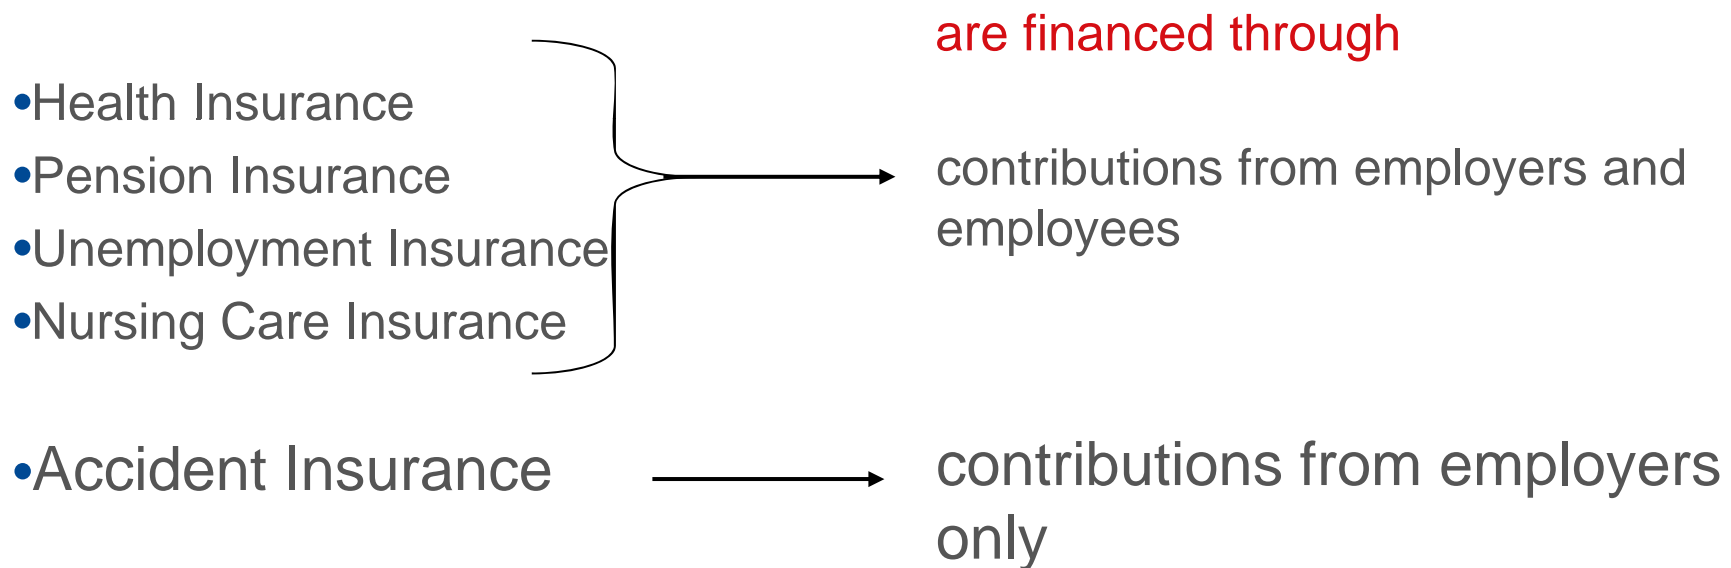 are financed through
•Health Insurance
•Pension Insurance
•Unemployment Insurance
•Nursing Care Insurance
contributions from employers and
employees
•Accident Insurance
contributions from employers
only